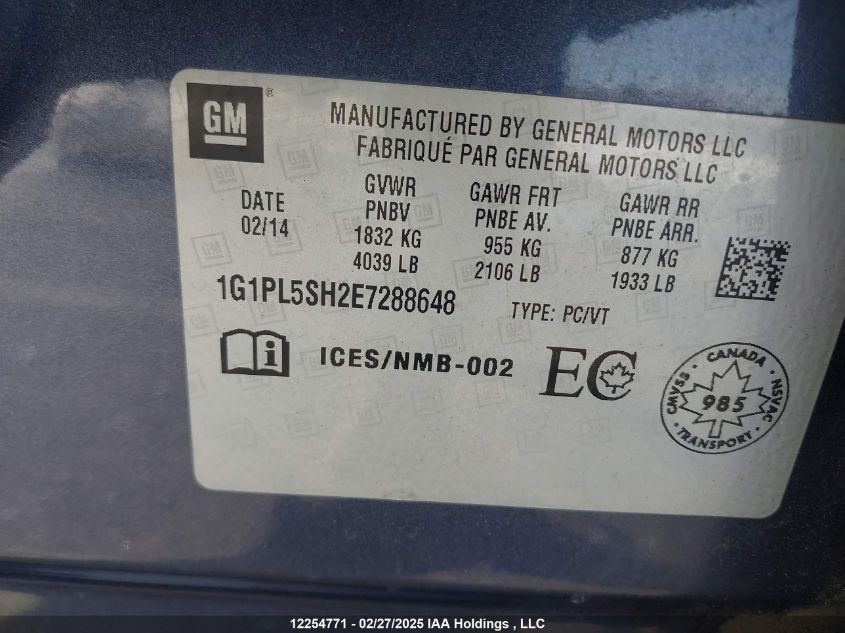 GM ®
MANUFACTURED BY GENERAL MOTORS LLC
FABRIQUÉ PAR GENERAL MOTORS LLC
DATE
02/14
GVWR
PNBV
1832 KG
4039 LB
GAWR FRT
PNBE AV.
955 KG
2106 LB
GAWR RR
PNBE ARR.
877 KG
1933 LB
1G1PL5SH2E7288648
TYPE: PC/VT
ICES/NMB-002
EC
CANADA
CMVSS
NSVAC
985
TRANSPORT
12254771 - 02/27/2025 IAA Holdings , LLC